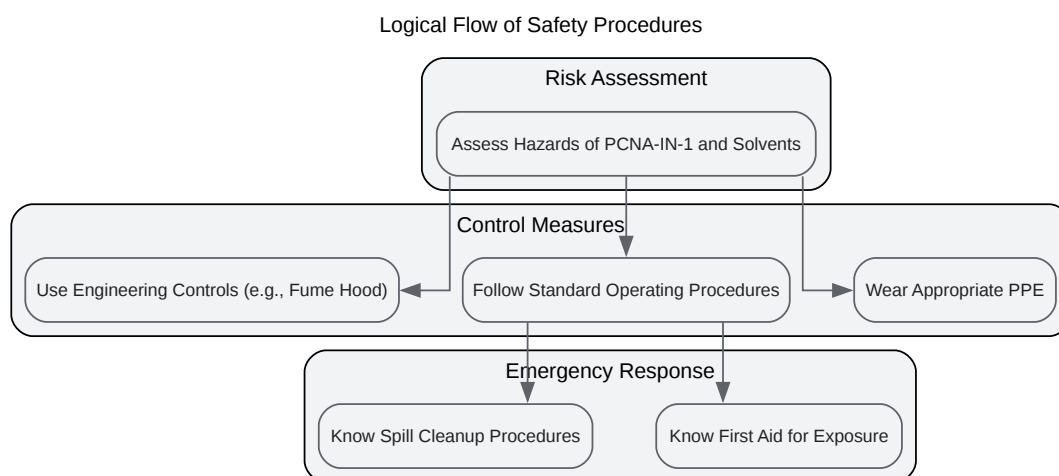 Logical Flow of Safety Procedures
Risk Assessment
Assess Hazards of PCNA-IN-1 and Solvents
Control Measures
Use Engineering Controls (e.g., Fume Hood)
Follow Standard Operating Procedures
Wear Appropriate PPE
Emergency Response
Know Spill Cleanup Procedures
Know First Aid for Exposure